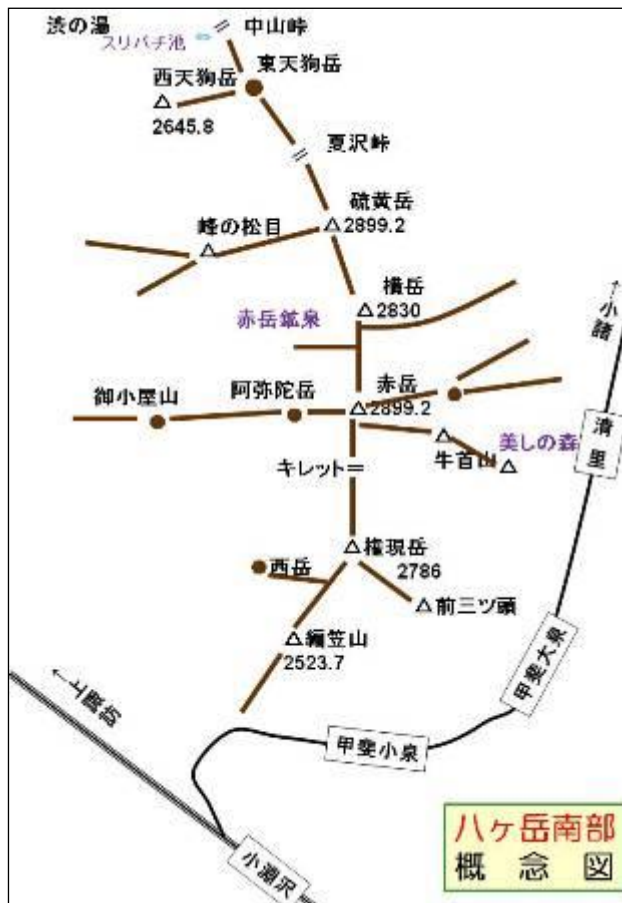 渋の湯
中山峠
スリバチ池
西天狗岳
東天狗岳
2645.8
夏沢峠
硫黄岳
2899.2
峰の松目
横岳
2830
赤岳鉱泉
←小諸
赤岳
2899.2
阿弥陀岳
御小屋山
清里
美しの森
牛首山
キレット
権現岳
2786
西岳
前三ツ頭
編笠山
2523.7
甲斐大泉
←上諏訪
甲斐小泉
小淵沢
八ヶ岳南部
概念図